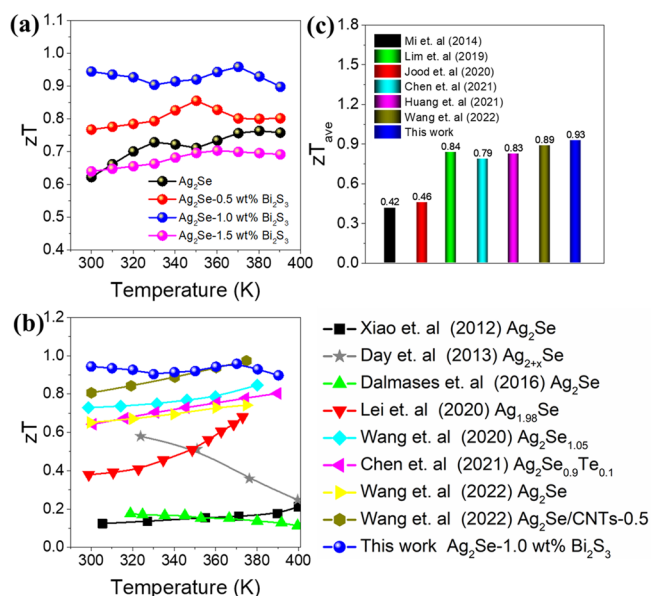 (a)
1.1
1.0
0.9
0.8
0.7
0.6
0.5
0.4
zT
Ag2Se
Ag2Se-0.5 wt% Bi2S3
Ag2Se-1.0 wt% Bi2S3
Ag2Se-1.5 wt% Bi2S3
300 320 340 360 380 400
Temperature (K)
(c)
1.8
1.5
1.2
0.9
0.6
0.3
0.0
zTave
Mi et. al (2014)
Lim et. al (2019)
Jood et. al (2020)
Chen et. al (2021)
Huang et. al (2021)
Wang et. al (2022)
This work
0.42 0.46 0.84 0.79 0.83 0.89 0.93
(b)
1.2
1.0
0.8
0.6
0.4
0.2
0.0
zT
300 320 340 360 380 400
Temperature (K)
Xiao et. al (2012) Ag2Se
Day et. al (2013) Ag2+xSe
Dalmases et. al (2016) Ag2Se
Lei et. al (2020) Ag1.98Se
Wang et. al (2020) Ag2Se1.05
Chen et. al (2021) Ag2Se0.9Te0.1
Wang et. al (2022) Ag2Se
Wang et. al (2022) Ag2Se/CNTs-0.5
This work Ag2Se-1.0 wt% Bi2S3